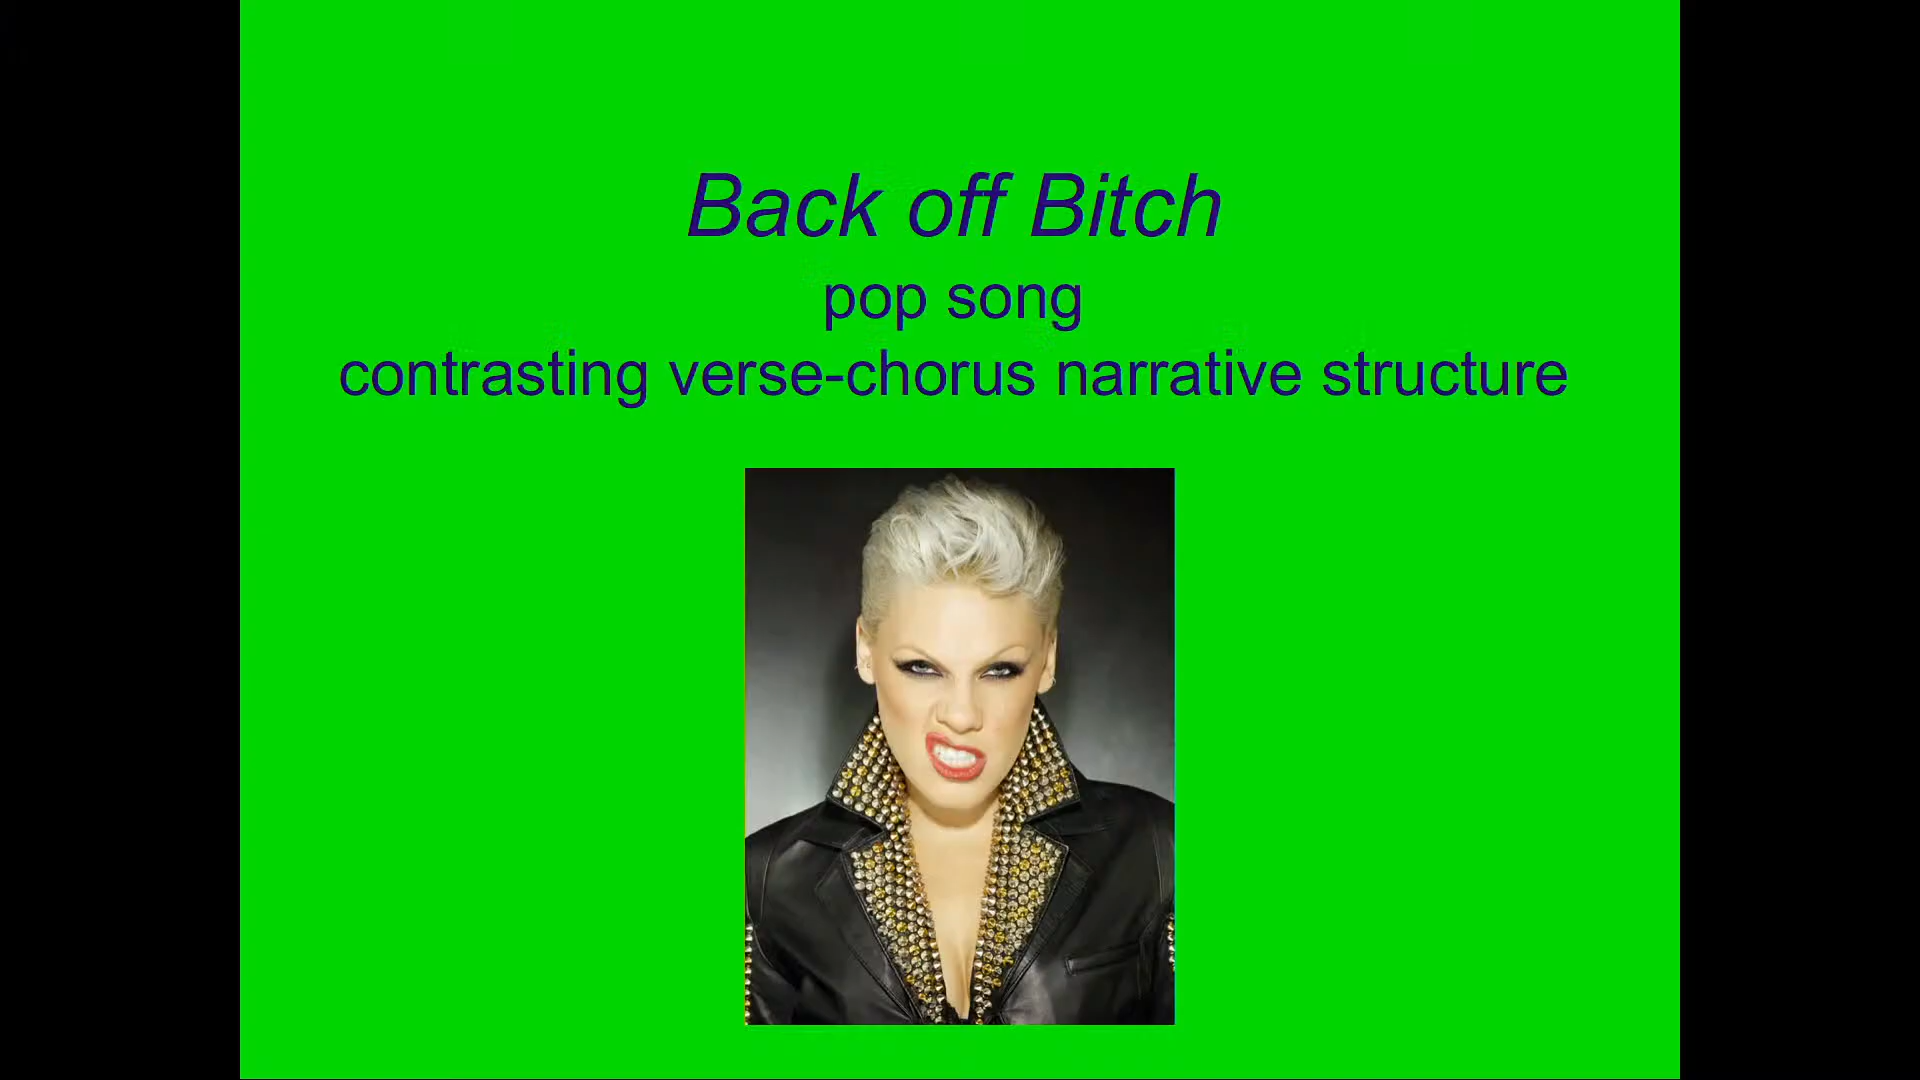 Back off Bitch
pop song
contrasting verse-chorus narrative structure